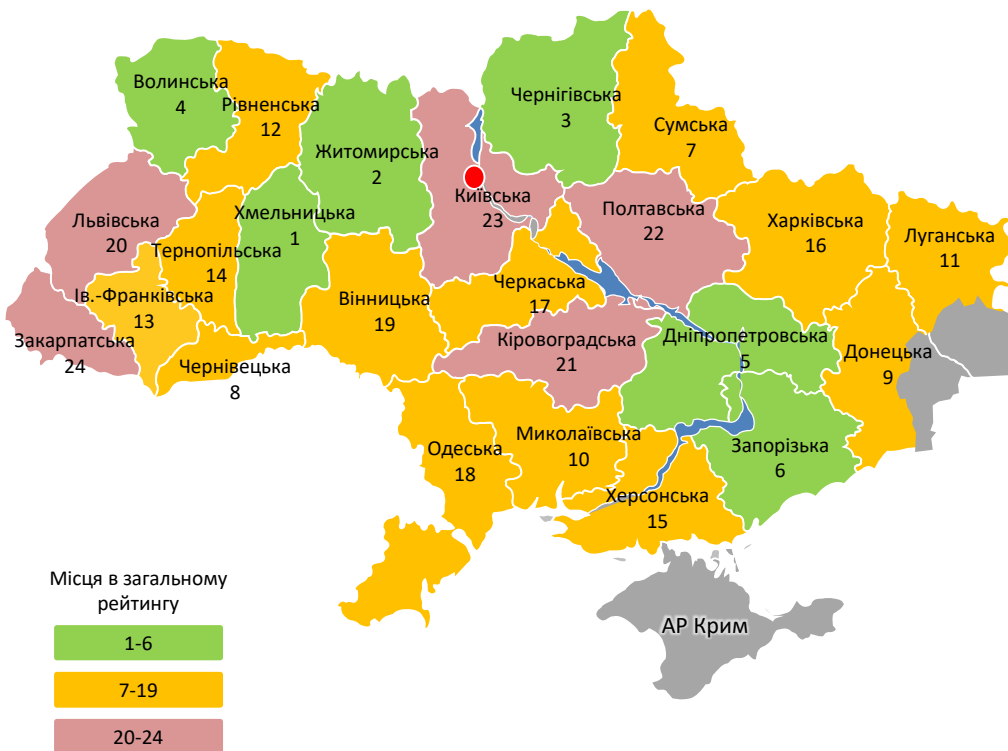 Волинська
4
Рівненська
12
Житомирська
2
Чернігівська
3
Сумська
7
Київська
23
Львівська
20
Тернопільська
14
Хмельницька
1
Полтавська
22
Харківська
16
Луганська
11
Ів.-Франківська
13
Вінницька
19
Черкаська
17
Закарпатська
24
Чернівецька
8
Кіровоградська
21
Дніпропетровська
5
Донецька
9
Одеська
18
Миколаївська
10
Запорізька
6
Херсонська
15
АР Крим
Місця в загальному
рейтингу
1-6
7-19
20-24